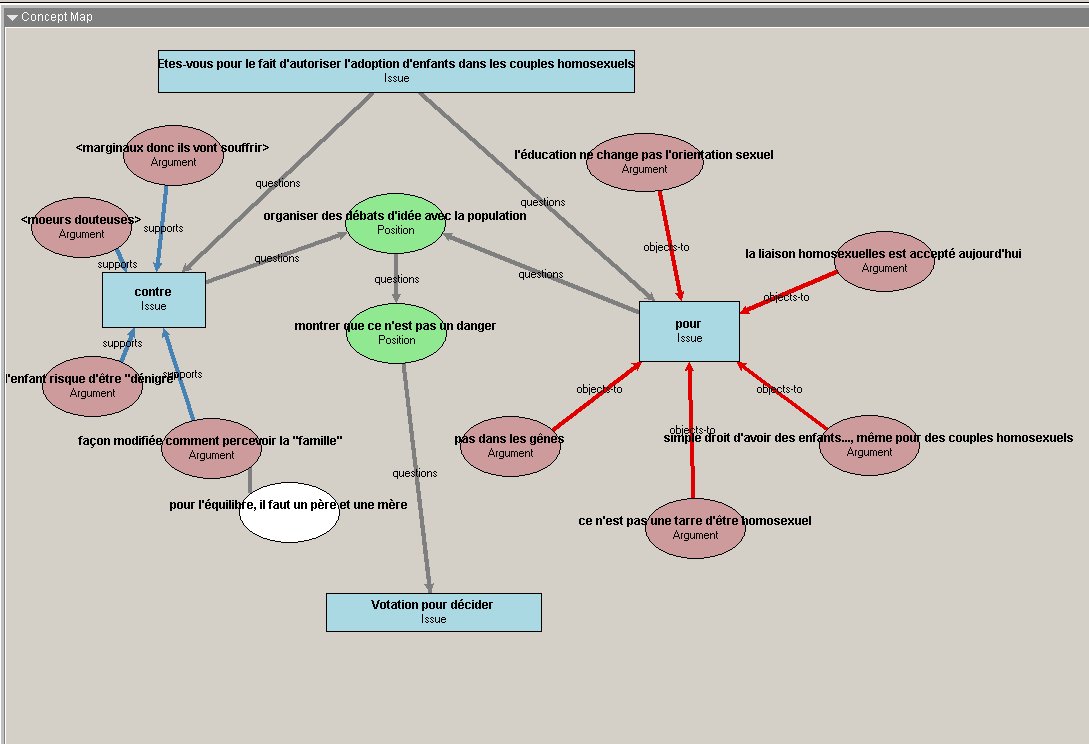 Concept Map
Etes-vous pour le fait d'autoriser l'adoption d'enfants dans les couples homosexuels
Issue
<marginaux donc ils vont souffrir>
Argument
l'éducation ne change pas l'orientation sexuel
Argument
questions
questions
<moeurs douteuses>
Argument
supports
organiser des débats d'idée avec la population
Position
objects-to
la liaison homosexuelles est accepté aujourd'hui
Argument
supports
questions
questions
questions
contre
Issue
objects-to
montrer que ce n'est pas un danger
Position
pour
Issue
supports
l'enfant risque d'être "dénigré"
Argument
supports
objects-to
objects-to
façon modifiée comment percevoir la "famille"
Argument
pas dans les gênes
Argument
objects-to
simple droit d'avoir des enfants..., même pour des couples homosexuels
Argument
questions
pour l'équilibre, il faut un père et une mère
ce n'est pas une tarre d'être homosexuel
Argument
Votation pour décider
Issue